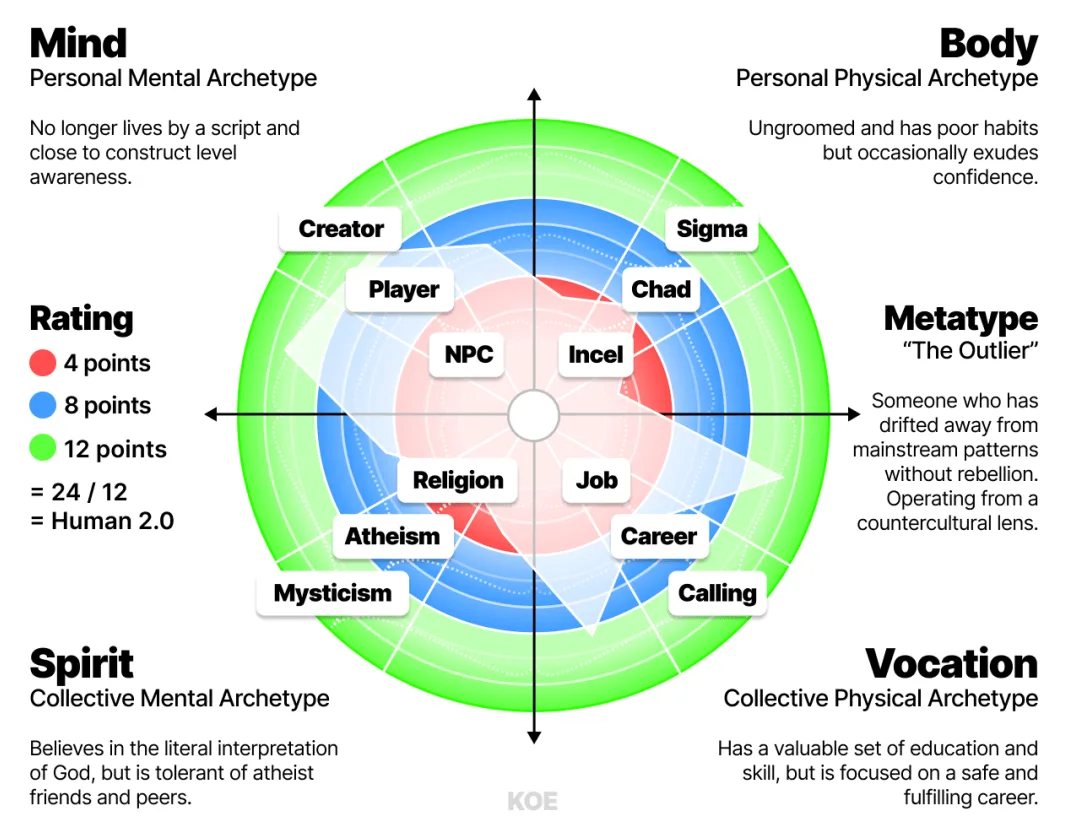 Mind
Personal Mental Archetype
No longer lives by a script and
close to construct level
awareness.
Body
Personal Physical Archetype
Ungroomed and has poor habits
but occasionally exudes
confidence.
Creator
Player
NPC
Sigma
Chad
Incel
Rating
4 points
8 points
12 points
= 24 / 12
= Human 2.0
Metatype
“The Outlier”
Someone who has
drifted away from
mainstream patterns
without rebellion.
Operating from a
countercultural lens.
Religion
Atheism
Mysticism
Job
Career
Calling
Spirit
Collective Mental Archetype
Believes in the literal interpretation
of God, but is tolerant of atheist
friends and peers.
Vocation
Collective Physical Archetype
Has a valuable set of education and
skill, but is focused on a safe and
fulfilling career.
KOE